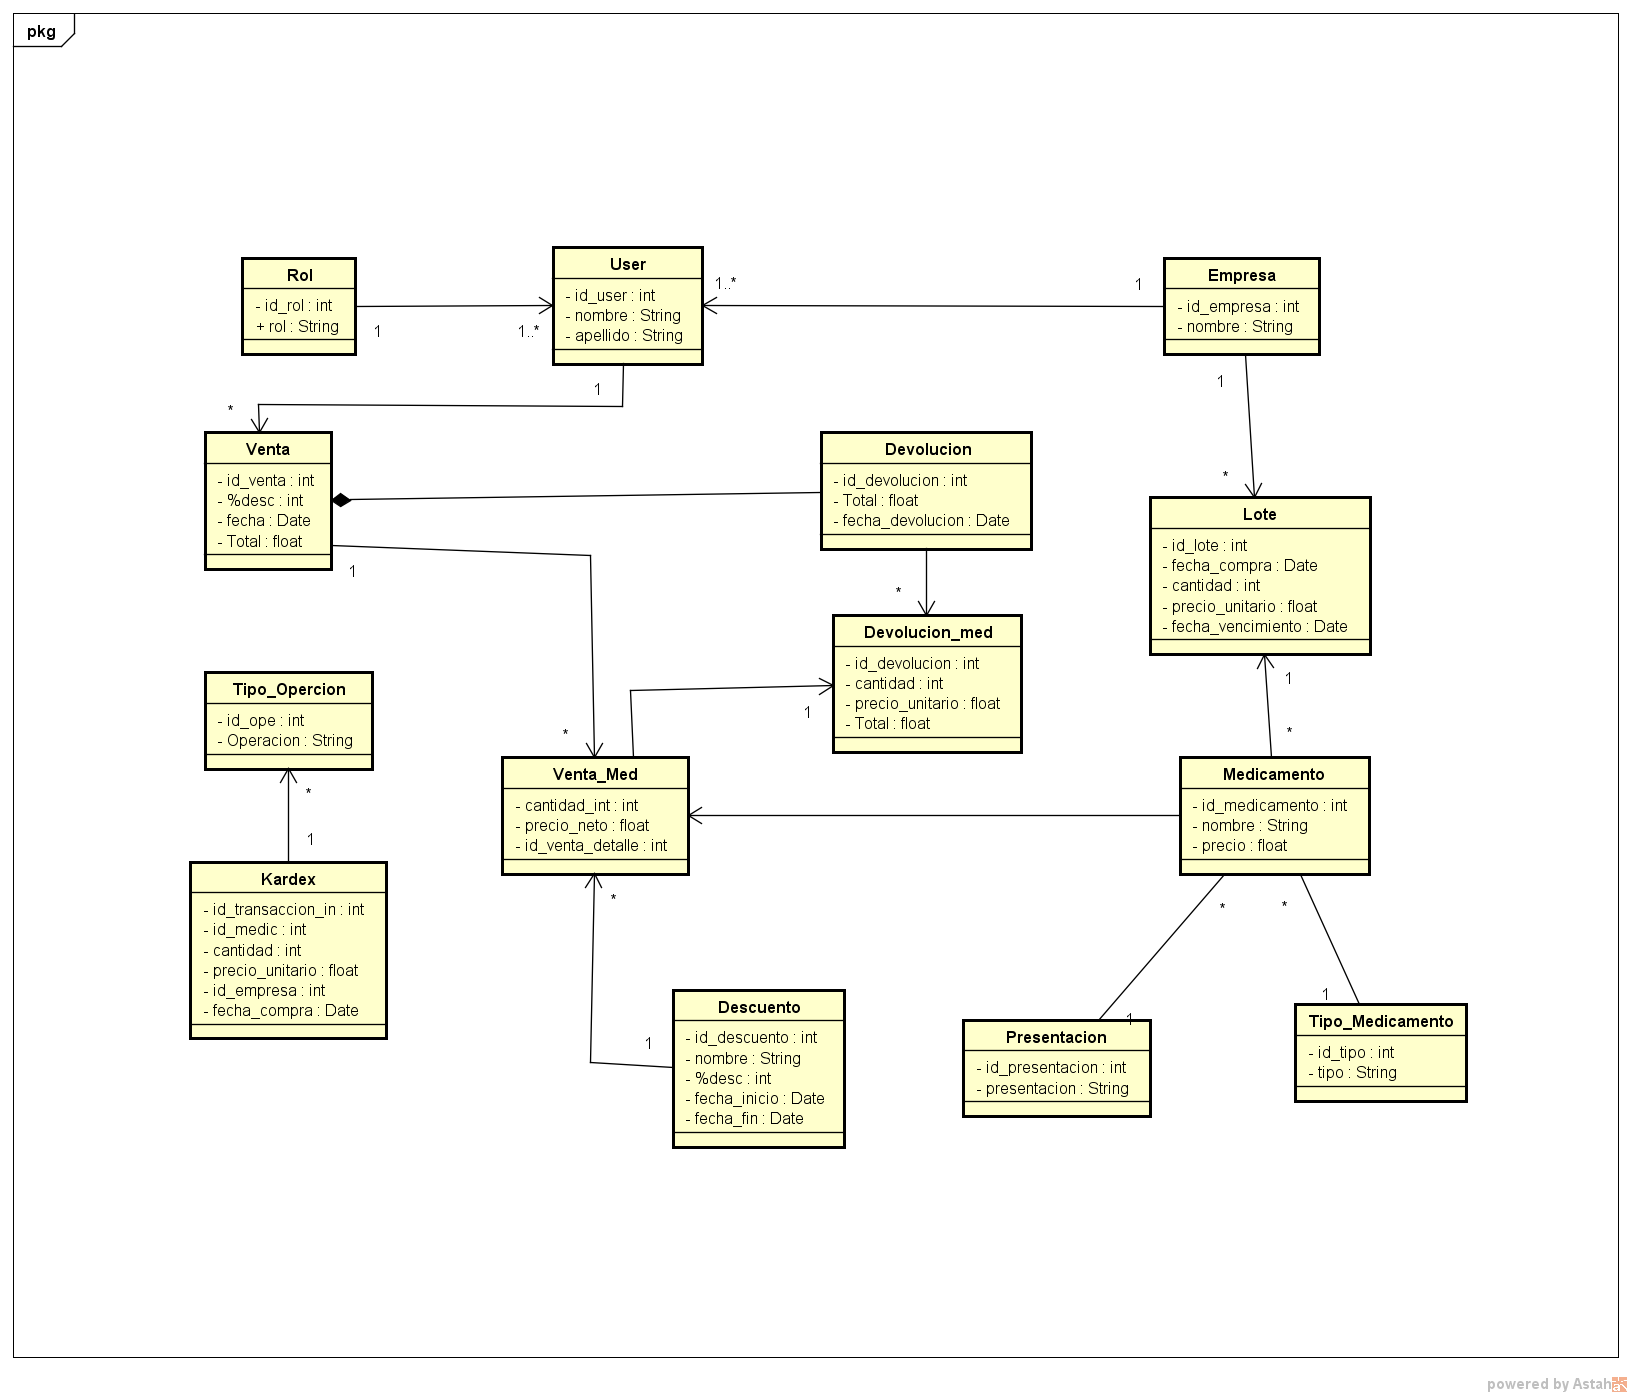 pkg
Rol
- id_rol : int
+ rol : String
1
1..*
User
- id_user : int
- nombre : String
- apellido : String
1..*
1
Empresa
- id_empresa : int
- nombre : String
1
*
1
*
Venta
- id_venta : int
- %desc : int
- fecha : Date
- Total : float
1
Devolucion
- id_devolucion : int
- Total : float
- fecha_devolucion : Date
*
Lote
- id_lote : int
- fecha_compra : Date
- cantidad : int
- precio_unitario : float
- fecha_vencimiento : Date
1
*
Devolucion_med
- id_devolucion : int
- cantidad : int
- precio_unitario : float
- Total : float
1
Tipo_Opercion
- id_ope : int
- Operacion : String
*
1
*
Venta_Med
- cantidad_int : int
- precio_neto : float
- id_venta_detalle : int
*
Medicamento
- id_medicamento : int
- nombre : String
- precio : float
*
*
Kardex
- id_transaccion_in : int
- id_medic : int
- cantidad : int
- precio_unitario : float
- id_empresa : int
- fecha_compra : Date
1
Descuento
- id_descuento : int
- nombre : String
- %desc : int
- fecha_inicio : Date
- fecha_fin : Date
1
Presentacion
- id_presentacion : int
- presentacion : String
1
Tipo_Medicamento
- id_tipo : int
- tipo : String
powered by Astah